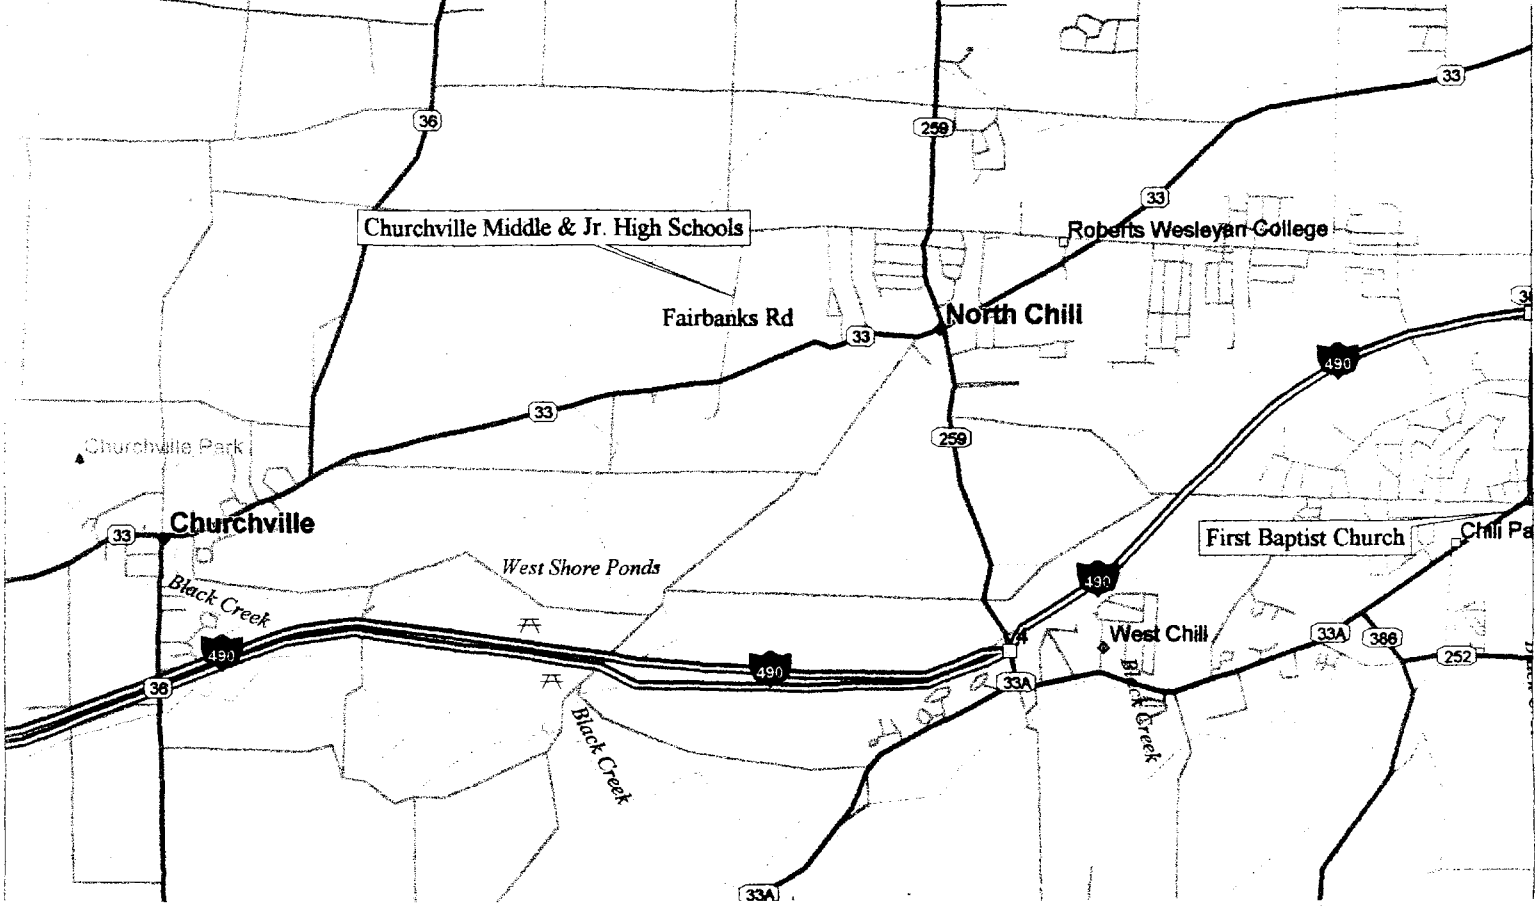 33
36
259
33
Churchville Middle & Jr. High Schools
Roberts Wesleyan College
Fairbanks Rd
33
North Chili
490
33
259
Churchville Park
33
Churchville
First Baptist Church
Chili Pa
West Shore Ponds
490
Black Creek
490
4
West Chili
33A
386
252
490
36
33A
Black Creek
Black Creek
33A